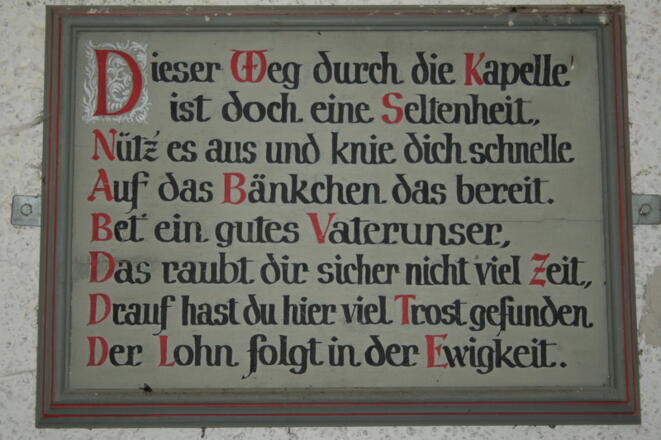 Dieser Weg durch die Kapelle
ist doch eine Seltenheit,
Nütz' es aus und knie dich schnelle
Auf das Bänkchen das bereit.
Bet' ein gutes Vaterunser,
Das raubt dir sicher nicht viel Zeit,
Drauf hast du hier viel Trost gefunden
Der Lohn folgt in der Ewigkeit.